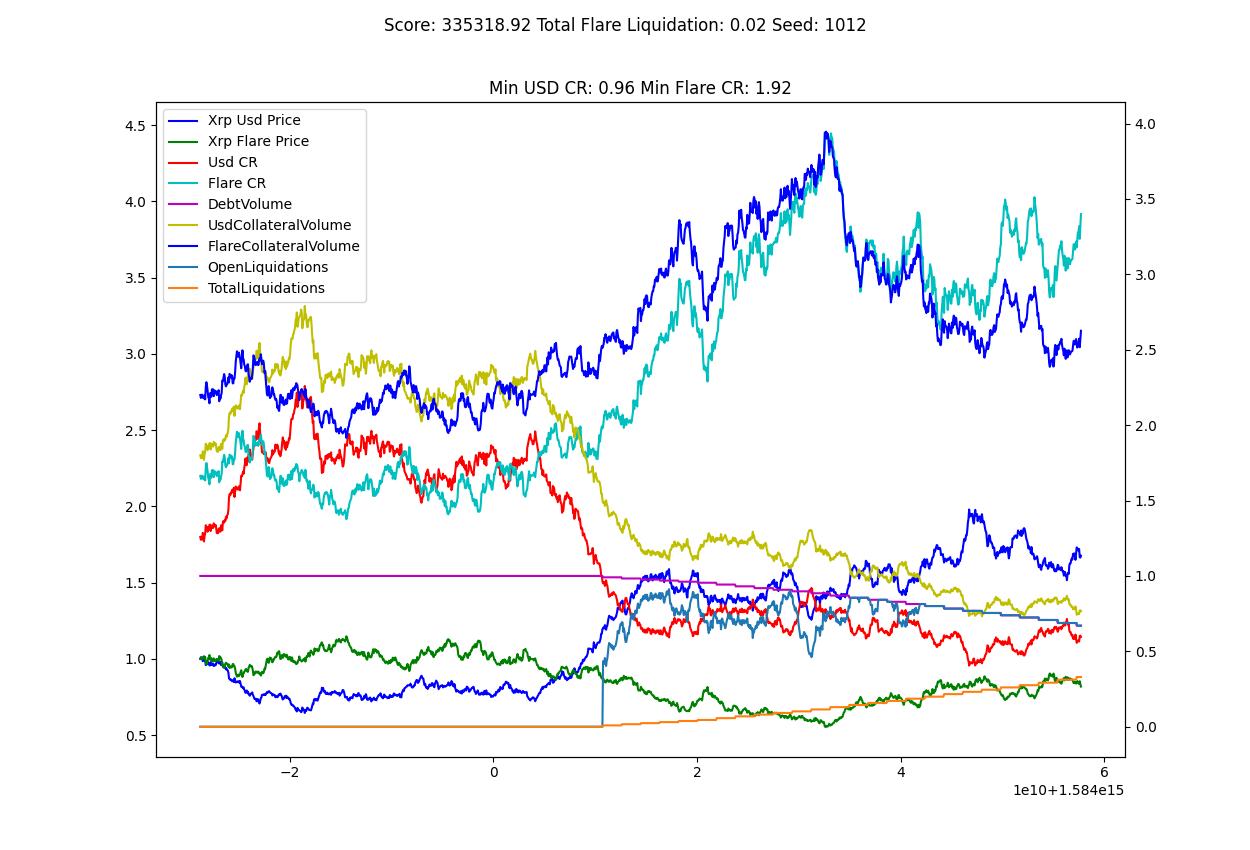 Score: 335318.92 Total Flare Liquidation: 0.02 Seed: 1012
Min USD CR: 0.96 Min Flare CR: 1.92
Xrp Usd Price
Xrp Flare Price
Usd CR
Flare CR
DebtVolume
UsdCollateralVolume
FlareCollateralVolume
OpenLiquidations
TotalLiquidations
4.5
4.0
3.5
3.0
2.5
2.0
1.5
1.0
0.5
4.0
3.5
3.0
2.5
2.0
1.5
1.0
0.5
0.0
−2
0
2
4
6
1e10+1.584e15